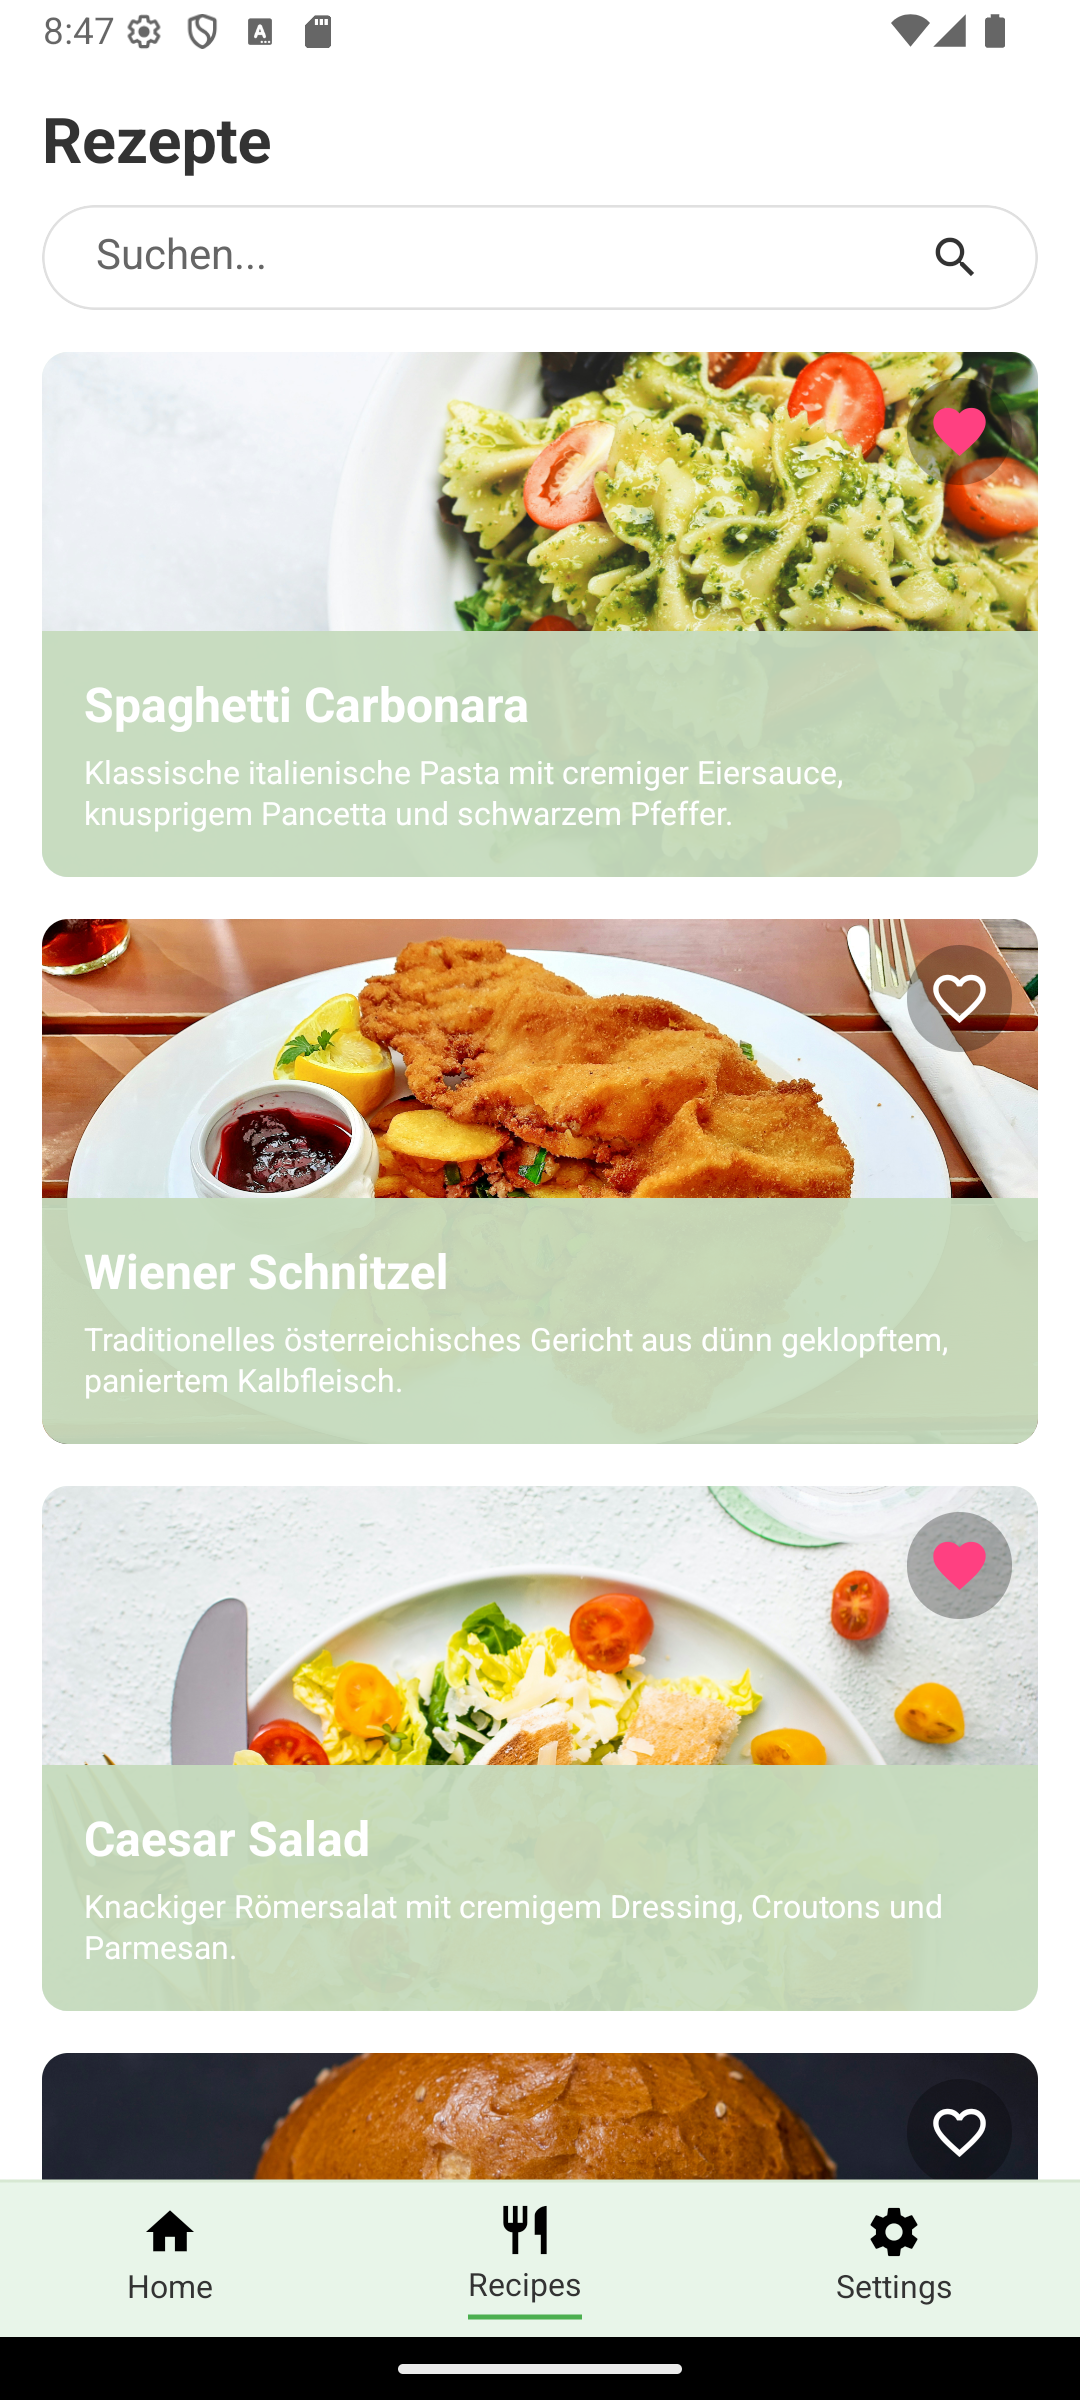 8:47
Rezepte
Suchen...
Spaghetti Carbonara
Klassische italienische Pasta mit cremiger Eiersauce,
knusprigem Pancetta und schwarzem Pfeffer.
Wiener Schnitzel
Traditionelles österreichisches Gericht aus dünn geklopftem,
paniertem Kalbfleisch.
Caesar Salad
Knackiger Römersalat mit cremigem Dressing, Croutons und
Parmesan.
Home
Recipes
Settings